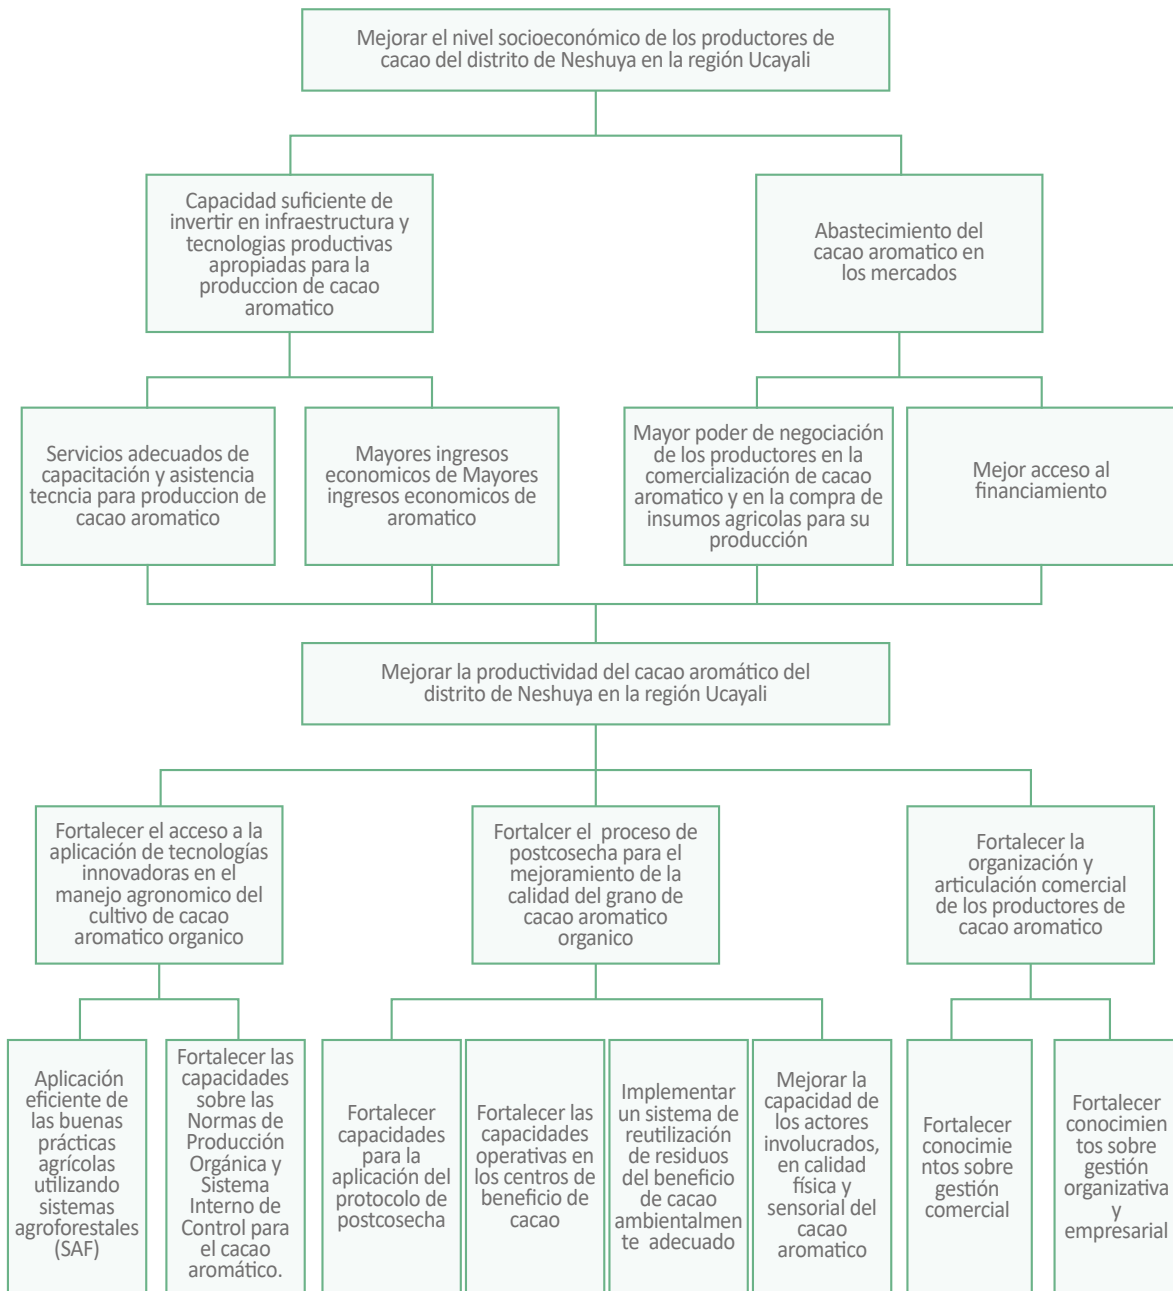 Mejorar el nivel socioeconómico de los productores de
cacao del distrito de Neshuya en la región Ucayali
Capacidad suficiente de
invertir en infraestructura y
tecnologias productivas
apropiadas para la
produccion de cacao
aromatico
Abastecimiento del
cacao aromatico en
los mercados
Servicios adecuados de
capacitación y asistencia
tecncia para produccion de
cacao aromatico
Mayores ingresos
economicos de Mayores
ingresos economicos de
aromatico
Mayor poder de negociación
de los productores en la
comercialización de cacao
aromatico y en la compra de
insumos agricolas para su
producción
Mejor acceso al
financiamiento
Mejorar la productividad del cacao aromático del
distrito de Neshuya en la región Ucayali
Fortalecer el acceso a la
aplicación de tecnologías
innovadoras en el
manejo agronomico del
cultivo de cacao
aromatico organico
Fortalcer el proceso de
postcosecha para el
mejoramiento de la
calidad del grano de
cacao aromatico
organico
Fortalecer la
organización y
articulación comercial
de los productores de
cacao aromatico
Aplicación
eficiente de
las buenas
prácticas
agrícolas
utilizando
sistemas
agroforestales
(SAF)
Fortalecer las
capacidades
sobre las
Normas de
Producción
Orgánica y
Sistema
Interno de
Control para
el cacao
aromático.
Fortalecer
capacidades
para la
aplicación del
protocolo de
postcosecha
Fortalecer las
capacidades
operativas en
los centros de
beneficio de
cacao
Implementar
un sistema de
reutilización
de residuos
del beneficio
de cacao
ambientalmen
te adecuado
Mejorar la
capacidad de
los actores
involucrados,
en calidad
física y
sensorial del
cacao
aromatico
Fortalecer
conocimie
ntos sobre
gestión
comercial
Fortalecer
conocimien
tos sobre
gestión
organizativa
y
empresarial